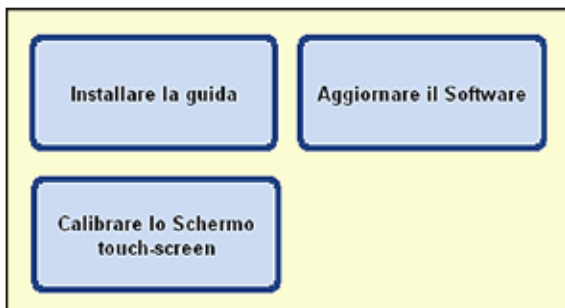 Installare la guida
Aggiornare il Software
Calibrare lo Schermo
touch-screen